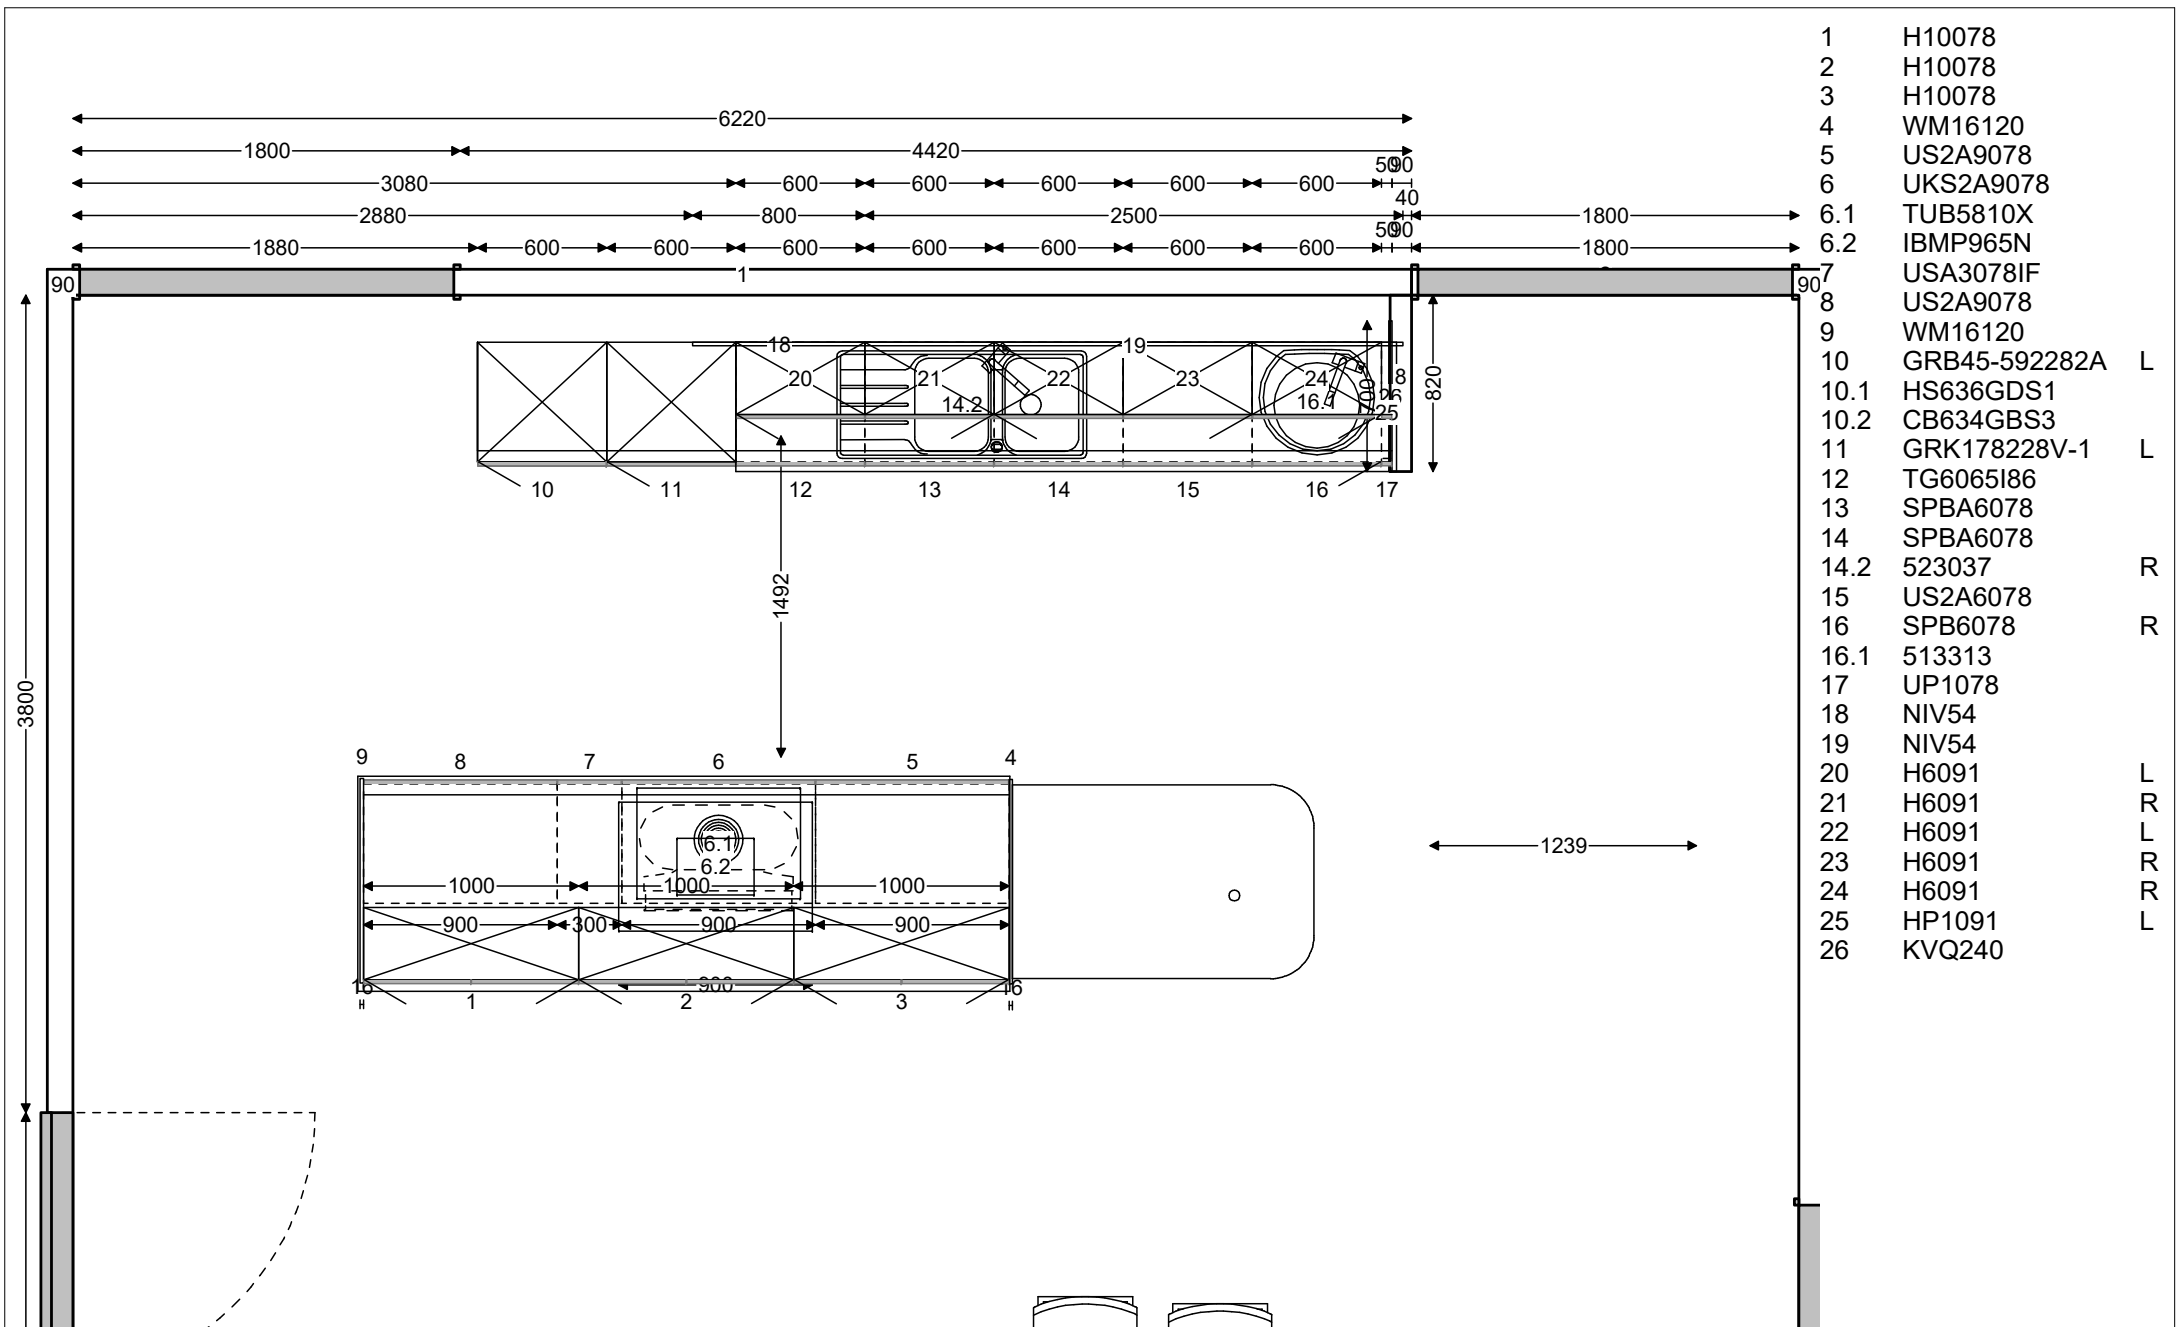 6220
1800 4420
3080 600 600 600 600 600 50 90
2880 800 2500 40 1800
1880 600 600 600 600 600 600 600 50 90 1800
90 1 90
3800
18 19
20 21 22 23 24
14.2 16.1 25
820
10 11 12 13 14 15 16 17
1492
9 8 7 6 5 4
6.1
6.2
1000 1000 1000
900 300 900 900
900
16 16
1 2 3
1239
1 H10078
2 H10078
3 H10078
4 WM16120
5 US2A9078
6 UKS2A9078
6.1 TUB5810X
6.2 IBMP965N
7 USA3078IF
8 US2A9078
9 WM16120
10 GRB45-592282A L
10.1 HS636GDS1
10.2 CB634GBS3
11 GRK178228V-1 L
12 TG6065I86
13 SPBA6078
14 SPBA6078
14.2 523037 R
15 US2A6078
16 SPB6078 R
16.1 513313
17 UP1078
18 NIV54
19 NIV54
20 H6091 L
21 H6091 R
22 H6091 L
23 H6091 R
24 H6091 R
25 HP1091 L
26 KVQ240